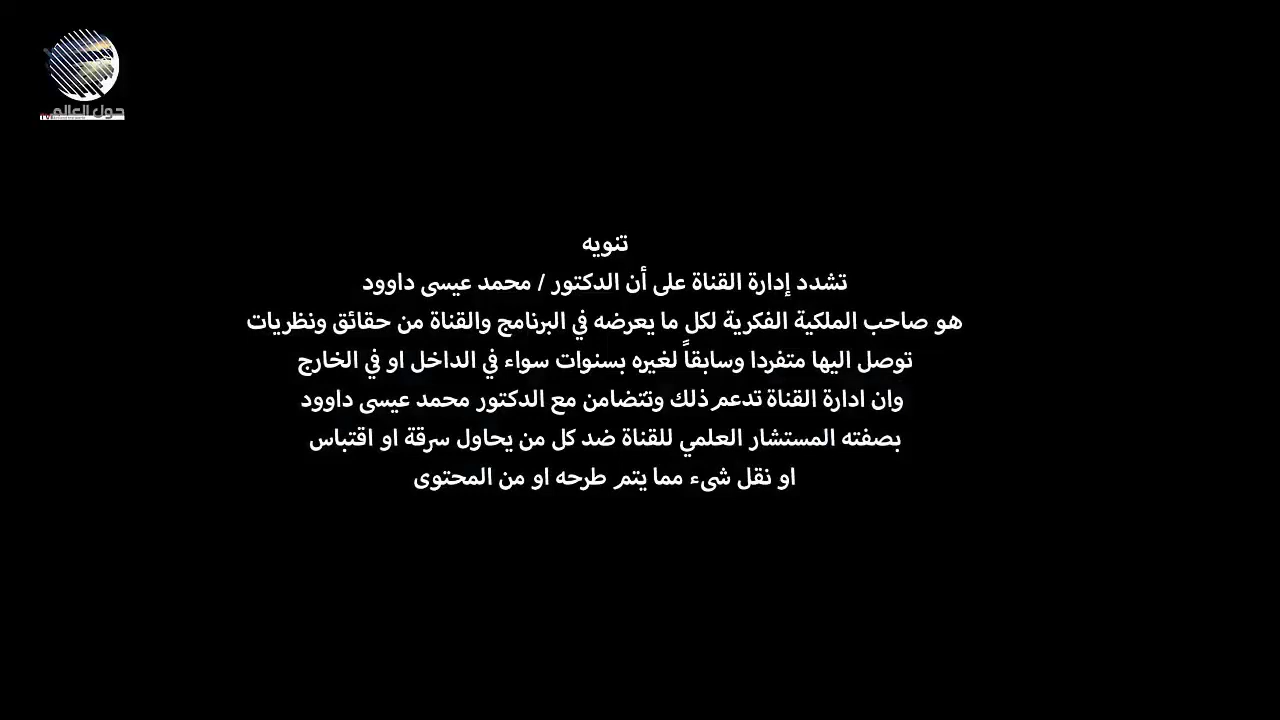 حول العالم
تنويه
تشدد إدارة القناة على أن الدكتور / محمد عيسى داوود
هو صاحب الملكية الفكرية لكل ما يعرضه في البرنامج والقناة من حقائق ونظريات
توصل اليها متفردا وسابقاً لغيره بسنوات سواء في الداخل او في الخارج
وان ادارة القناة تدعم ذلك وتتضامن مع الدكتور محمد عيسى داوود
بصفته المستشار العلمي للقناة ضد كل من يحاول سرقة او اقتباس
او نقل شىء مما يتم طرحه او من المحتوى